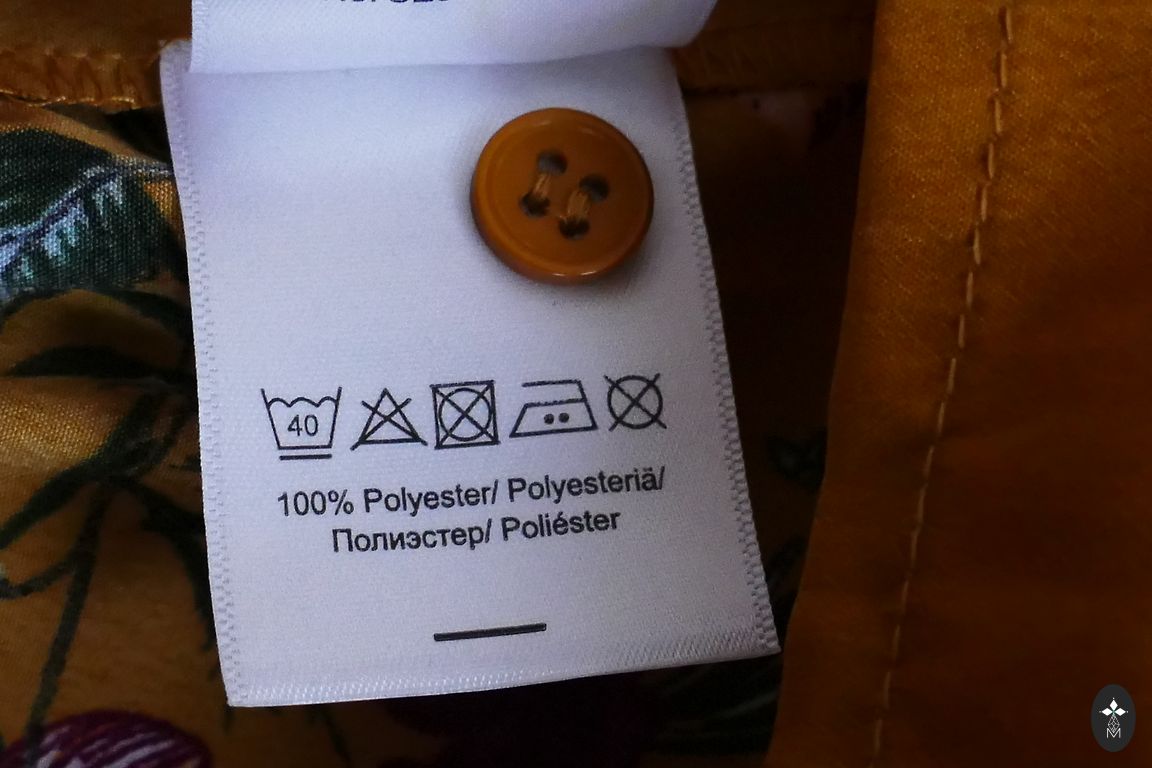 40
100% Polyester/ Polyesteriä/
Полиэстер/ Poliéster
M